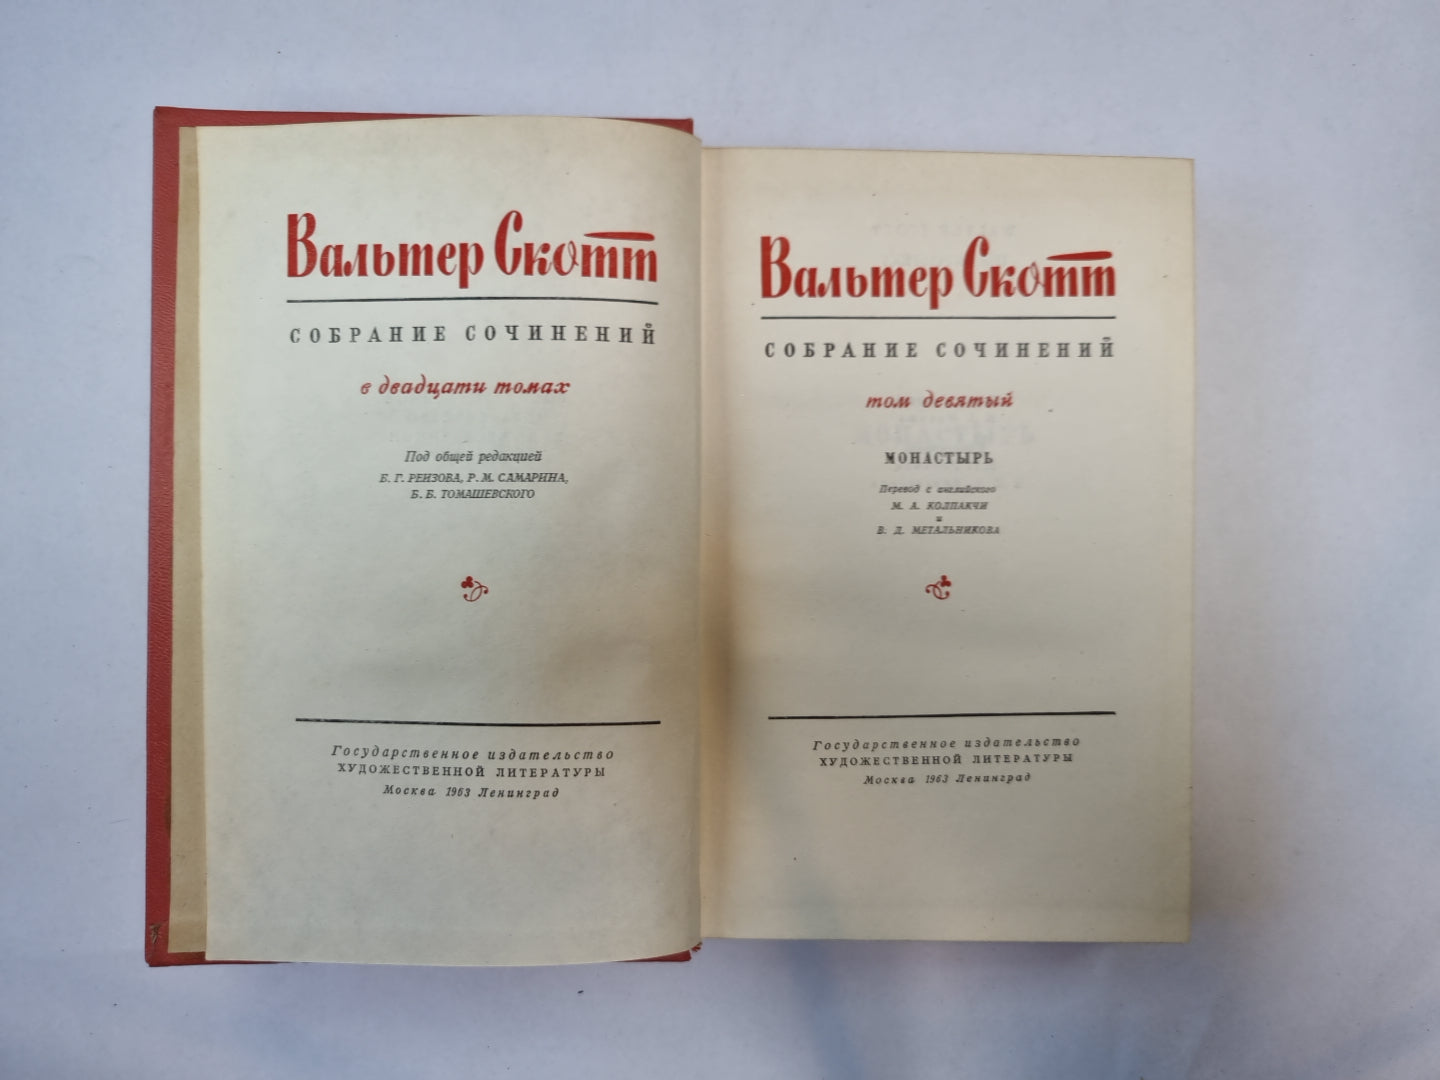 Вальтер Скотт
СОБРАНИЕ СОЧИНЕНИЙ
в двадцати томах
Под общей редакцией
Б. Г. РЕИЗОВА, Р. М. САМАРИНА,
Б. Б. ТОМАШЕВСКОГО
Государственное издательство
ХУДОЖЕСТВЕННОЙ ЛИТЕРАТУРЫ
Москва 1963 Ленинград
Вальтер Скотт
СОБРАНИЕ СОЧИНЕНИЙ
том девятый
МОНАСТЫРЬ
Перевод с английского
М. А. КОЛПАКЧИ
и
В. Д. МЕТАЛЬНИКОВА
Государственное издательство
ХУДОЖЕСТВЕННОЙ ЛИТЕРАТУРЫ
Москва 1963 Ленинград